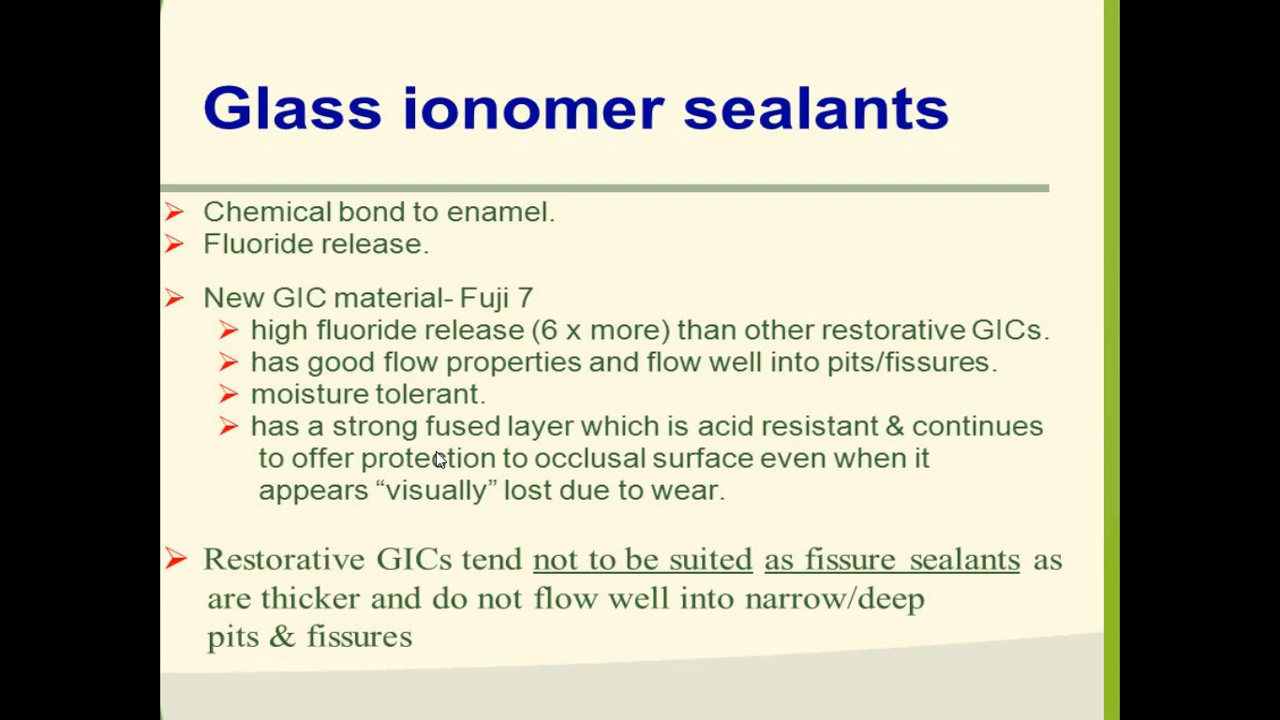 Glass ionomer sealants
Chemical bond to enamel.
Fluoride release.
New GIC material- Fuji 7
high fluoride release (6 x more) than other restorative GICs.
has good flow properties and flow well into pits/fissures.
moisture tolerant.
has a strong fused layer which is acid resistant & continues
to offer protection to occlusal surface even when it
appears “visually” lost due to wear.
Restorative GICs tend not to be suited as fissure sealants as
are thicker and do not flow well into narrow/deep
pits & fissures